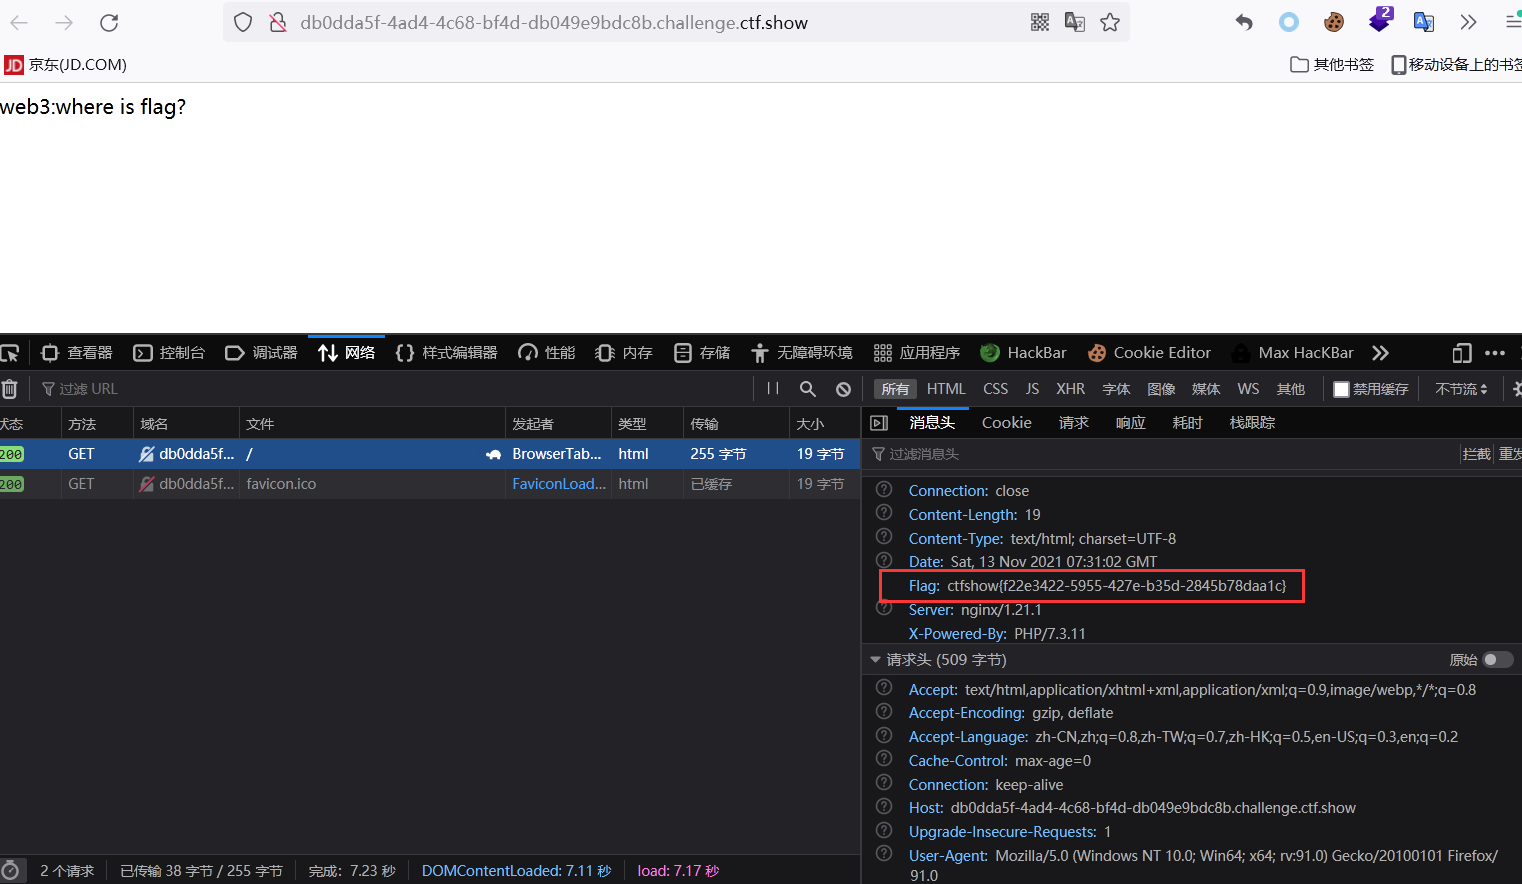 db0dda5f-4ad4-4c68-bf4d-db049e9bdc8b.challenge.ctf.show
2
JD 京东(JD.COM)
其他书签 移动设备上的书签
web3:where is flag?
查看器 控制台 调试器 网络 样式编辑器 性能 内存 存储 无障碍环境 应用程序 HackBar Cookie Editor Max HacKBar
过滤 URL
所有 HTML CSS JS XHR 字体 图像 媒体 WS 其他 禁用缓存 不节流
状态 方法 域名 文件 发起者 类型 传输 大小
200 GET db0dda5f... / BrowserTab... html 255 字节 19 字节
200 GET db0dda5f... favicon.ico FaviconLoad... html 已缓存 19 字节
消息头 Cookie 请求 响应 耗时 栈跟踪
过滤消息头 拦截 重发
Connection: close
Content-Length: 19
Content-Type: text/html; charset=UTF-8
Date: Sat, 13 Nov 2021 07:31:02 GMT
Flag: ctfshow{f22e3422-5955-427e-b35d-2845b78daa1c}
Server: nginx/1.21.1
X-Powered-By: PHP/7.3.11
请求头 (509 字节) 原始
Accept: text/html,application/xhtml+xml,application/xml;q=0.9,image/webp,*/*;q=0.8
Accept-Encoding: gzip, deflate
Accept-Language: zh-CN,zh;q=0.8,zh-TW;q=0.7,zh-HK;q=0.5,en-US;q=0.3,en;q=0.2
Cache-Control: max-age=0
Connection: keep-alive
Host: db0dda5f-4ad4-4c68-bf4d-db049e9bdc8b.challenge.ctf.show
Upgrade-Insecure-Requests: 1
User-Agent: Mozilla/5.0 (Windows NT 10.0; Win64; x64; rv:91.0) Gecko/20100101 Firefox/
91.0
2 个请求 已传输 38 字节 / 255 字节 完成：7.23 秒 DOMContentLoaded: 7.11 秒 load: 7.17 秒